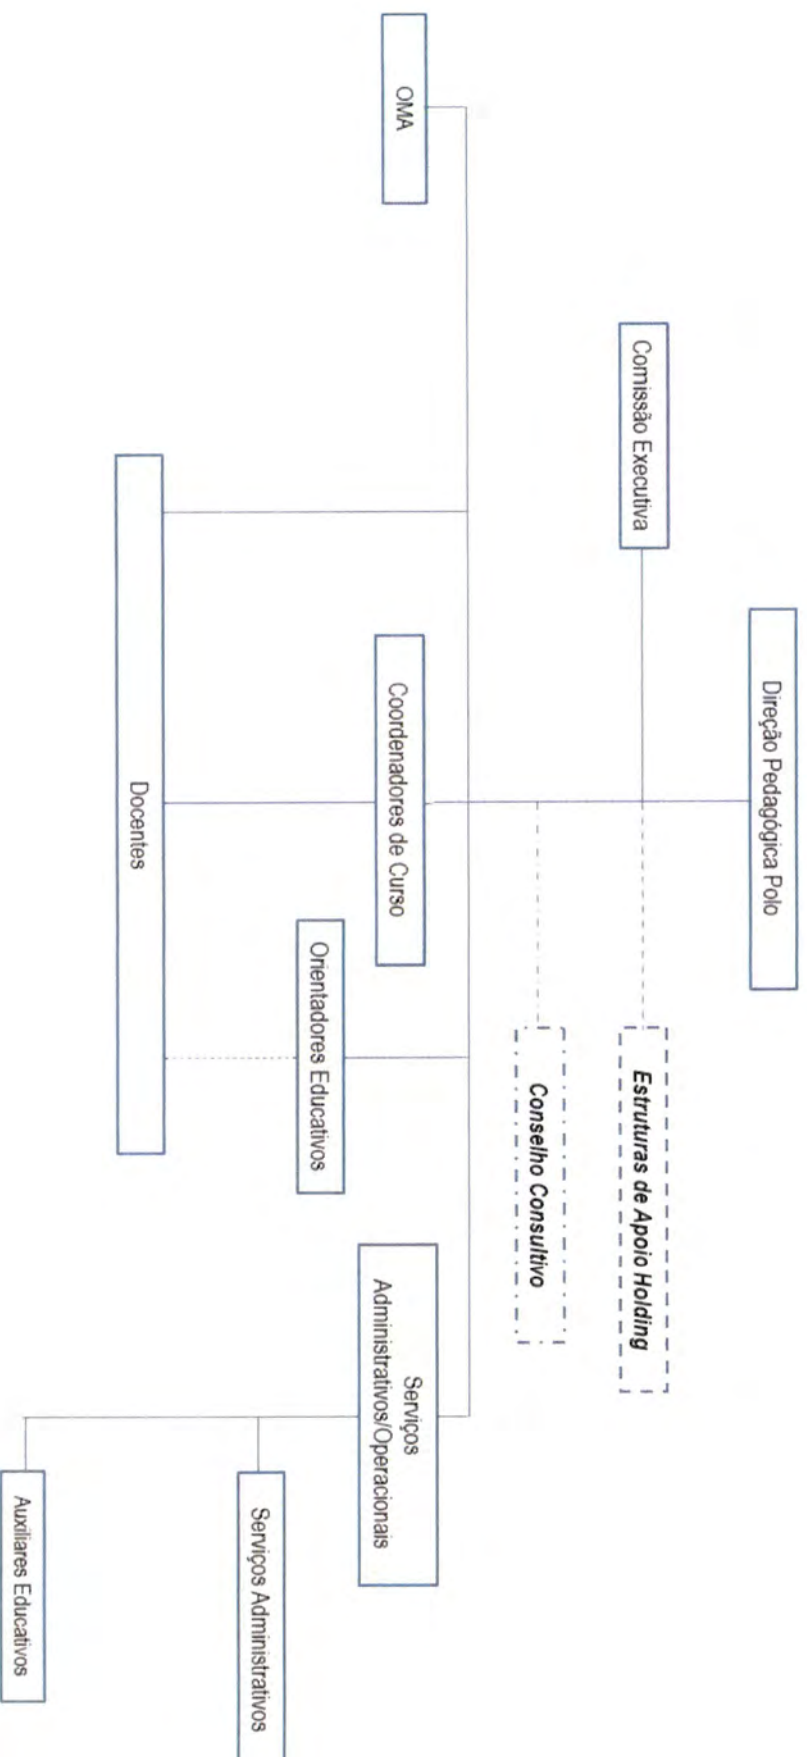 Direção Pedagógica Polo
Comissão Executiva
Estruturas de Apoio Holding
Conselho Consultivo
OMA
Coordenadores de Curso
Serviços
Administrativos/Operacionais
Orientadores Educativos
Serviços Administrativos
Docentes
Auxiliares Educativos